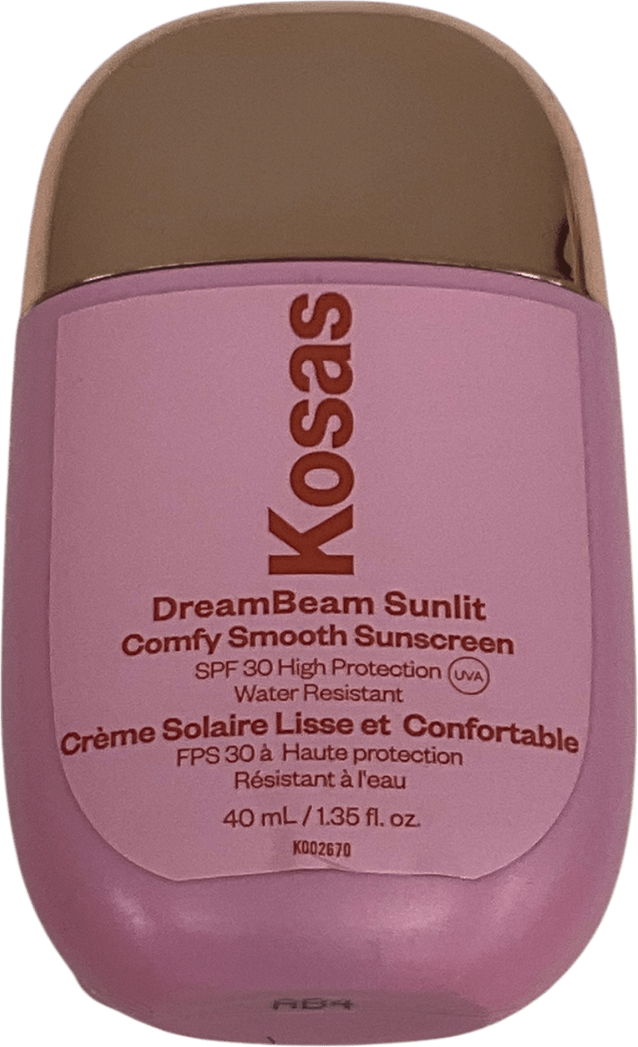 Kosas
DreamBeam Sunlit
Comfy Smooth Sunscreen
SPF 30 High Protection UVA
Water Resistant
Crème Solaire Lisse et Confortable
FPS 30 à Haute protection
Résistant à l'eau
40 mL / 1.35 fl. oz.
K002670
AB4